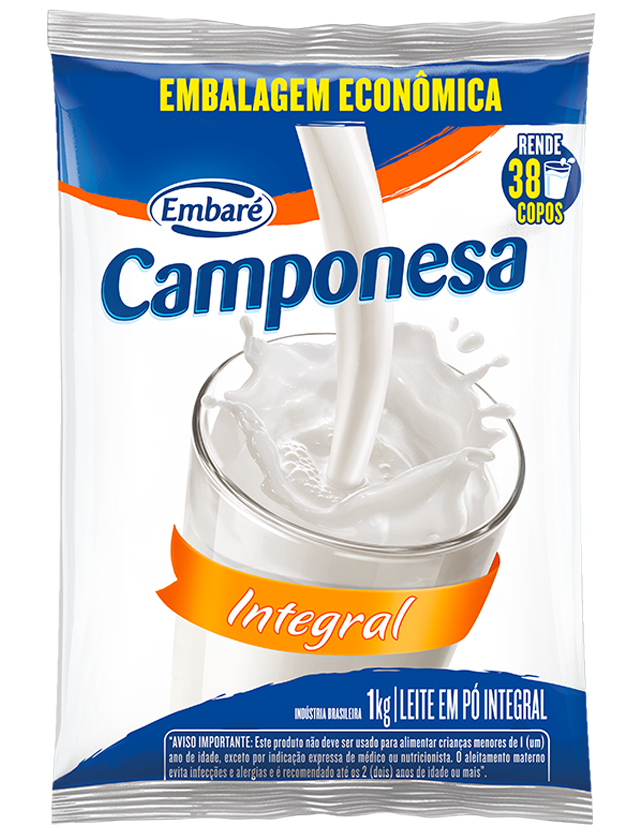 EMBALAGEM ECONÔMICA
RENDE
38
COPOS
Embaré
Camponesa
Integral
INDÚSTRIA BRASILEIRA 1kg | LEITE EM PÓ INTEGRAL
"AVISO IMPORTANTE: Este produto não deve ser usado para alimentar crianças menores de 1 (um)
ano de idade, exceto por indicação expressa de médico ou nutricionista. O aleitamento materno
evita infecções e alergias e é recomendado até os 2 (dois) anos de idade ou mais".